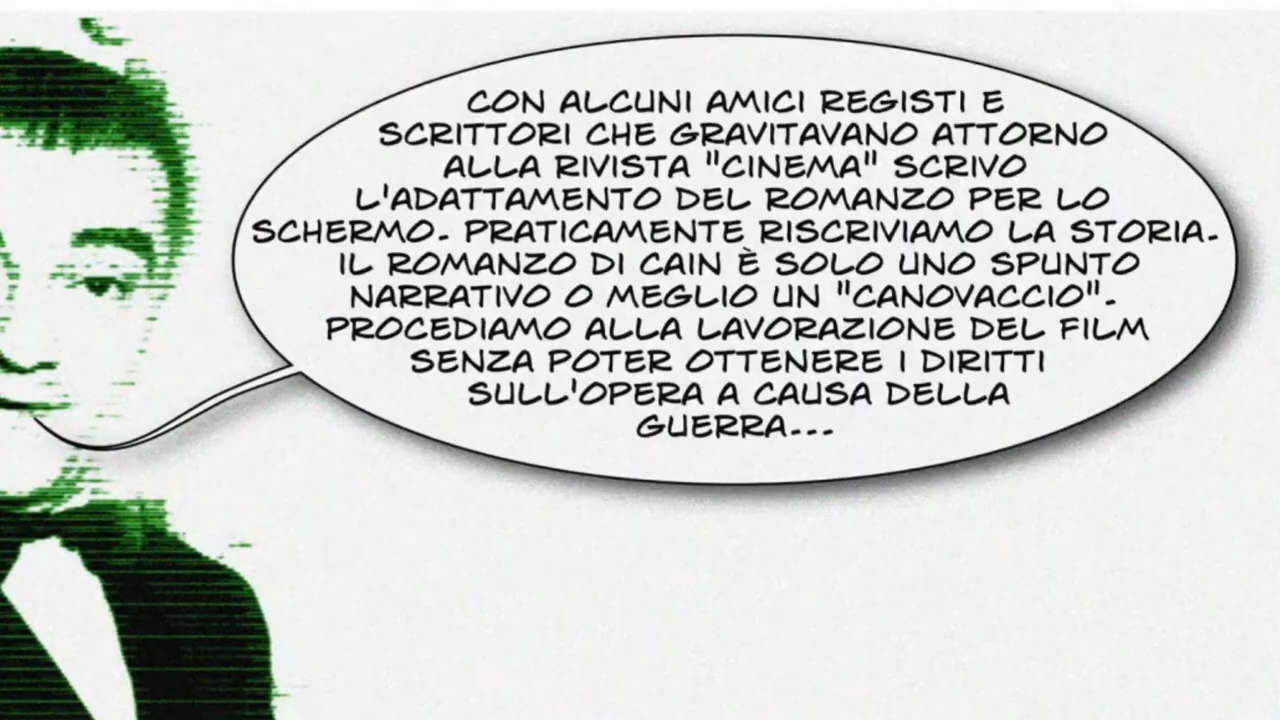 CON ALCUNI AMICI REGISTI E
SCRITTORI CHE GRAVITAVANO ATTORNO
ALLA RIVISTA "CINEMA" SCRIVO
L'ADATTAMENTO DEL ROMANZO PER LO
SCHERMO. PRATICAMENTE RISCRIVIAMO LA STORIA.
IL ROMANZO DI CAIN È SOLO UNO SPUNTO
NARRATIVO O MEGLIO UN "CANOVACCIO".
PROCEDIAMO ALLA LAVORAZIONE DEL FILM
SENZA POTER OTTENERE I DIRITTI
SULL'OPERA A CAUSA DELLA
GUERRA...